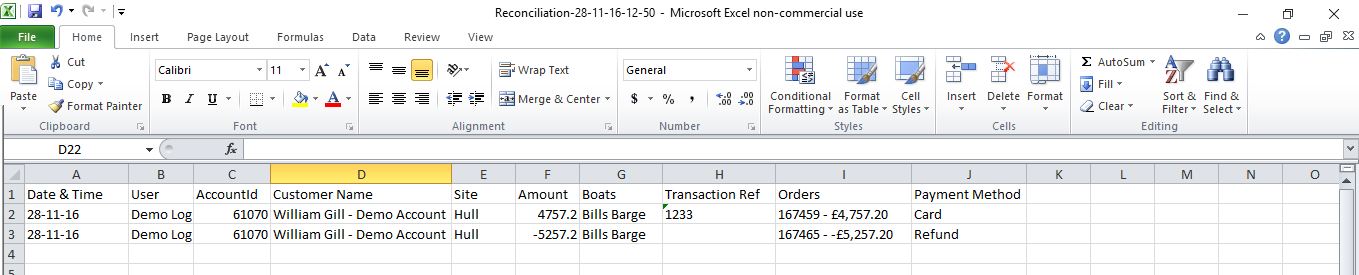 Reconciliation-28-11-16-12-50 - Microsoft Excel non-commercial use
File Home Insert Page Layout Formulas Data Review View
Paste
Cut
Copy
Format Painter
Clipboard
Calibri 11
B I U
Font
Wrap Text
Merge & Center
Alignment
General
$ % ,
Number
Conditional Formatting
Format as Table
Cell Styles
Styles
Insert Delete Format
Cells
Σ AutoSum
Fill
Clear
Sort & Filter
Find & Select
Editing
D22 fx
A B C D E F G H I J K L M N O
1 Date & Time User AccountId Customer Name Site Amount Boats Transaction Ref Orders Payment Method
2 28-11-16 Demo Log 61070 William Gill - Demo Account Hull 4757.2 Bills Barge 1233 167459 - £4,757.20 Card
3 28-11-16 Demo Log 61070 William Gill - Demo Account Hull -5257.2 Bills Barge 167465 - -£5,257.20 Refund
4
5